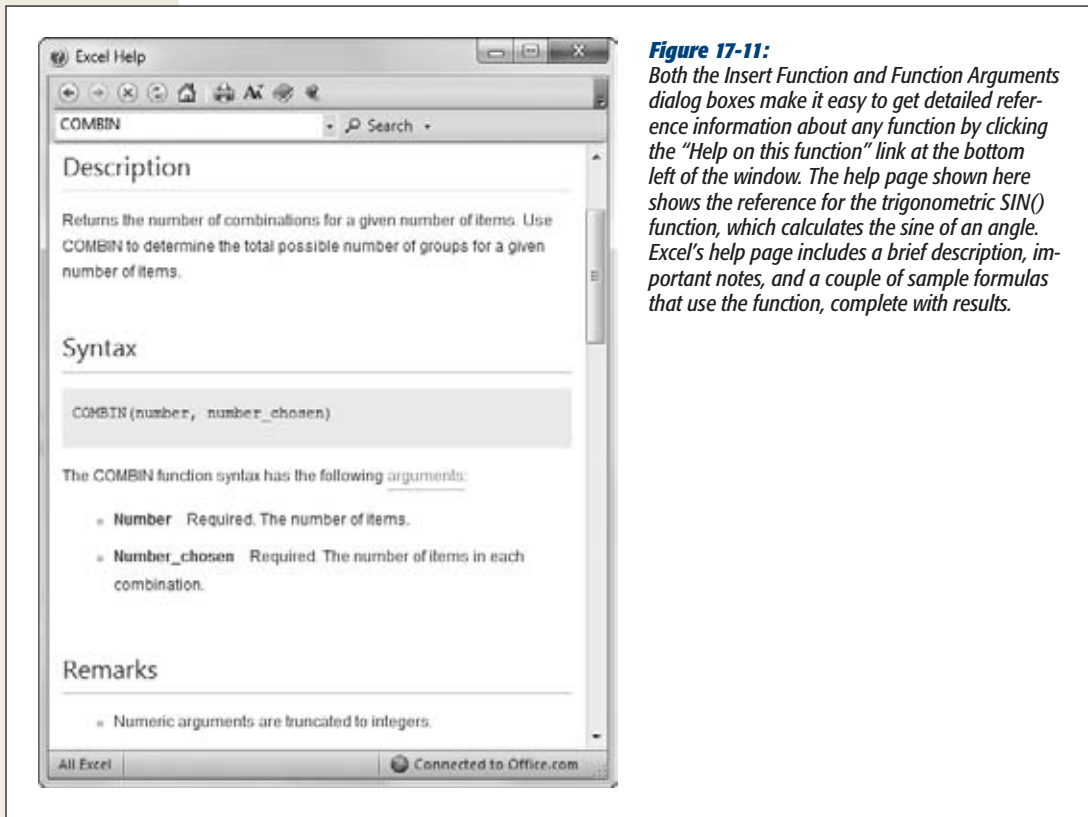 Excel Help
COMBIN
Search
Description
Returns the number of combinations for a given number of items. Use
COMBIN to determine the total possible number of groups for a given
number of items.
Syntax
COMBIN(number, number_chosen)
The COMBIN function syntax has the following arguments:
Number Required. The number of items.
Number_chosen Required. The number of items in each
combination.
Remarks
Numeric arguments are truncated to integers.
All Excel
Connected to Office.com
Figure 17-11:
Both the Insert Function and Function Arguments
dialog boxes make it easy to get detailed refer-
ence information about any function by clicking
the “Help on this function” link at the bottom
left of the window. The help page shown here
shows the reference for the trigonometric SIN()
function, which calculates the sine of an angle.
Excel’s help page includes a brief description, im-
portant notes, and a couple of sample formulas
that use the function, complete with results.